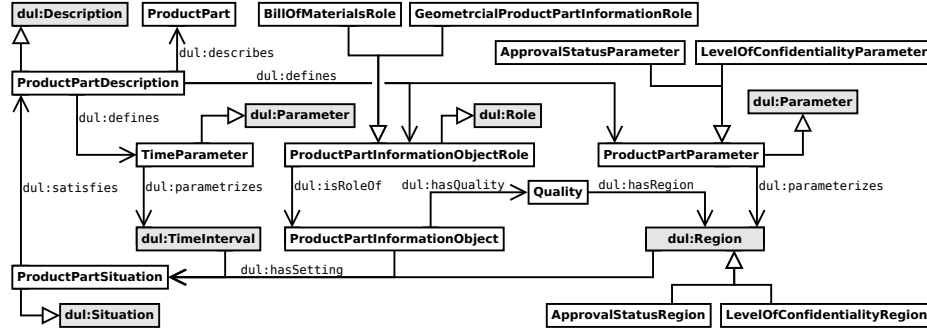 dul:Description
ProductPart
BillOfMaterialsRole
GeometrcialProductPartInformationRole
dul:describes
ApprovalStatusParameter
LevelOfConfidentialityParameter
ProductPartDescription
dul:defines
dul:defines
dul:Parameter
dul:Role
dul:Parameter
TimeParameter
ProductPartInformationObjectRole
ProductPartParameter
dul:satisfies
dul:parametrizes
dul:isRoleOf
dul:hasQuality
Quality
dul:hasRegion
dul:parameterizes
dul:TimeInterval
ProductPartInformationObject
dul:Region
ProductPartSituation
dul:hasSetting
dul:Situation
ApprovalStatusRegion
LevelOfConfidentialityRegion